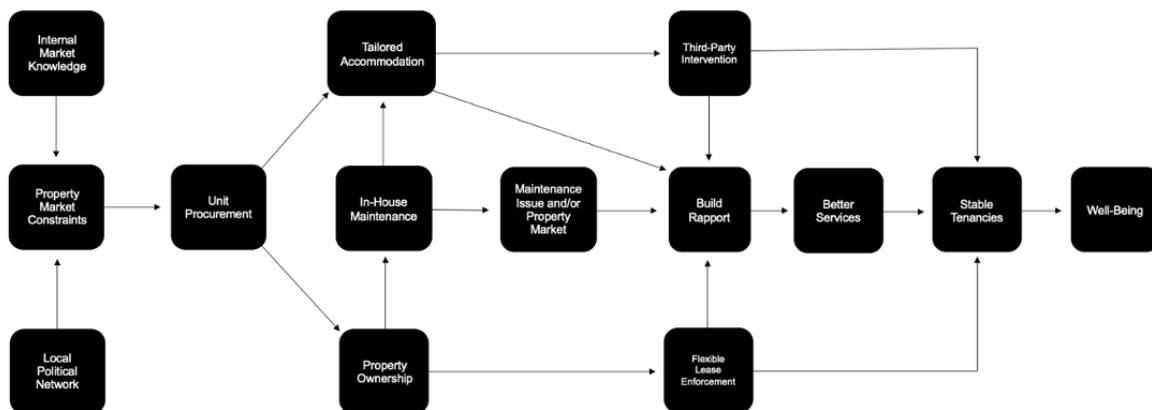 Internal
Market
Knowledge
Tailored
Accommodation
Third-Party
Intervention
Property
Market
Constraints
Unit
Procurement
In-House
Maintenance
Maintenance
Issue and/or
Property
Market
Build
Rapport
Better
Services
Stable
Tenancies
Well-Being
Local
Political
Network
Property
Ownership
Flexible
Lease
Enforcement